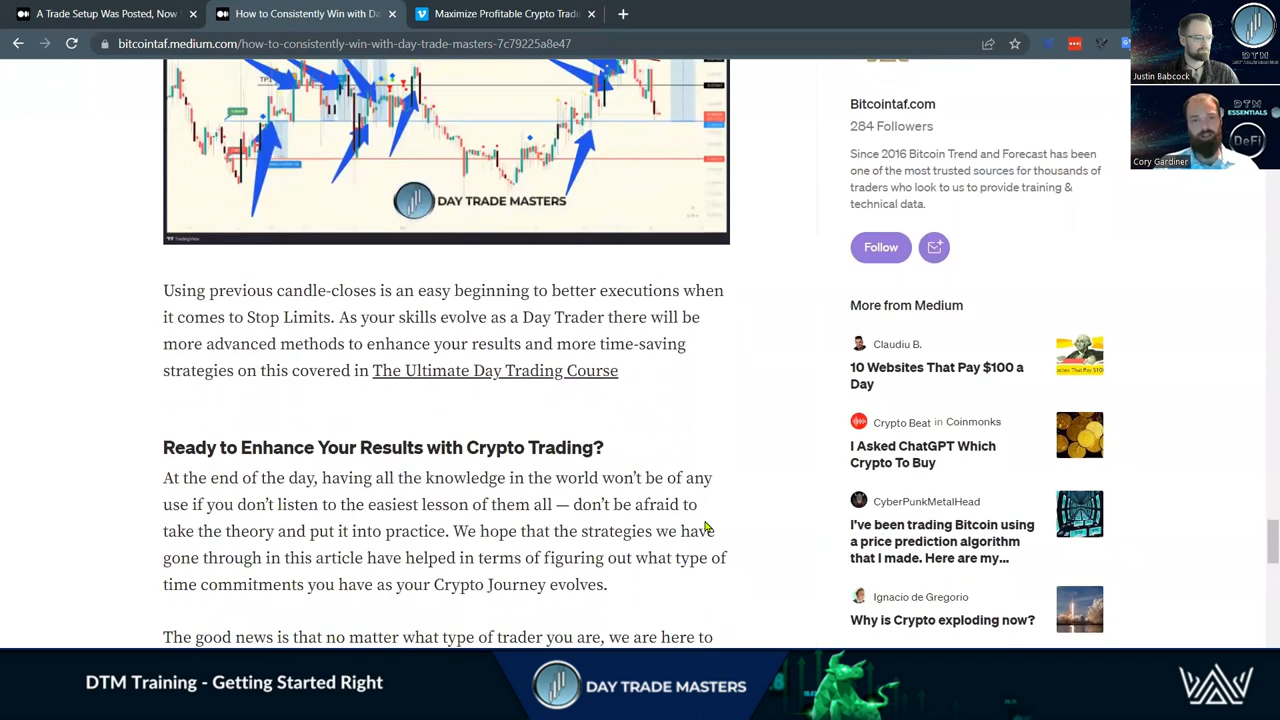 A Trade Setup Was Posted, Now
How to Consistently Win with Da
Maximize Profitable Crypto Tradi
bitcointaf.medium.com/how-to-consistently-win-with-day-trade-masters-7c79225a8e47
Justin Babcock
DTM
DTM
ESSENTIALS
DeFi
Cory Gardiner
TP1
DAY TRADE MASTERS
TradingView
Using previous candle-closes is an easy beginning to better executions when
it comes to Stop Limits. As your skills evolve as a Day Trader there will be
more advanced methods to enhance your results and more time-saving
strategies on this covered in The Ultimate Day Trading Course
Ready to Enhance Your Results with Crypto Trading?
At the end of the day, having all the knowledge in the world won't be of any
use if you don't listen to the easiest lesson of them all — don't be afraid to
take the theory and put it into practice. We hope that the strategies we have
gone through in this article have helped in terms of figuring out what type of
time commitments you have as your Crypto Journey evolves.
The good news is that no matter what type of trader you are, we are here to
Bitcointaf.com
284 Followers
Since 2016 Bitcoin Trend and Forecast has been
one of the most trusted sources for thousands of
traders who look to us to provide training &
technical data.
Follow
More from Medium
Claudiu B.
10 Websites That Pay $100 a
Day
Crypto Beat in Coinmonks
I Asked ChatGPT Which
Crypto To Buy
CyberPunkMetalHead
I've been trading Bitcoin using
a price prediction algorithm
that I made. Here are my...
Ignacio de Gregorio
Why is Crypto exploding now?
DTM Training - Getting Started Right
DAY TRADE MASTERS